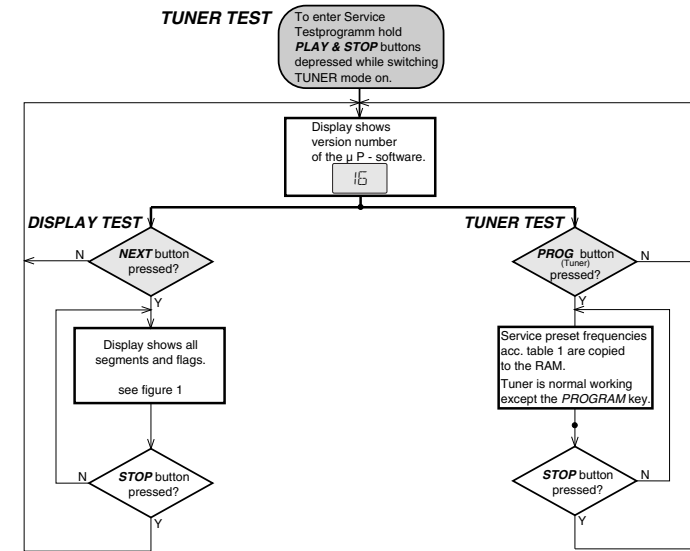 TUNER TEST
To enter Service
Testprogramm hold
PLAY & STOP buttons
depressed while switching
TUNER mode on.
Display shows
version number
of the µ P - software.
16
DISPLAY TEST
TUNER TEST
N
NEXT button
pressed?
Y
PROG button
(Tuner)
pressed?
N
Y
Display shows all
segments and flags.
see figure 1
Service preset frequencies
acc. table 1 are copied
to the RAM.
Tuner is normal working
except the PROGRAM key.
N
STOP button
pressed?
Y
STOP button
pressed?
N
Y